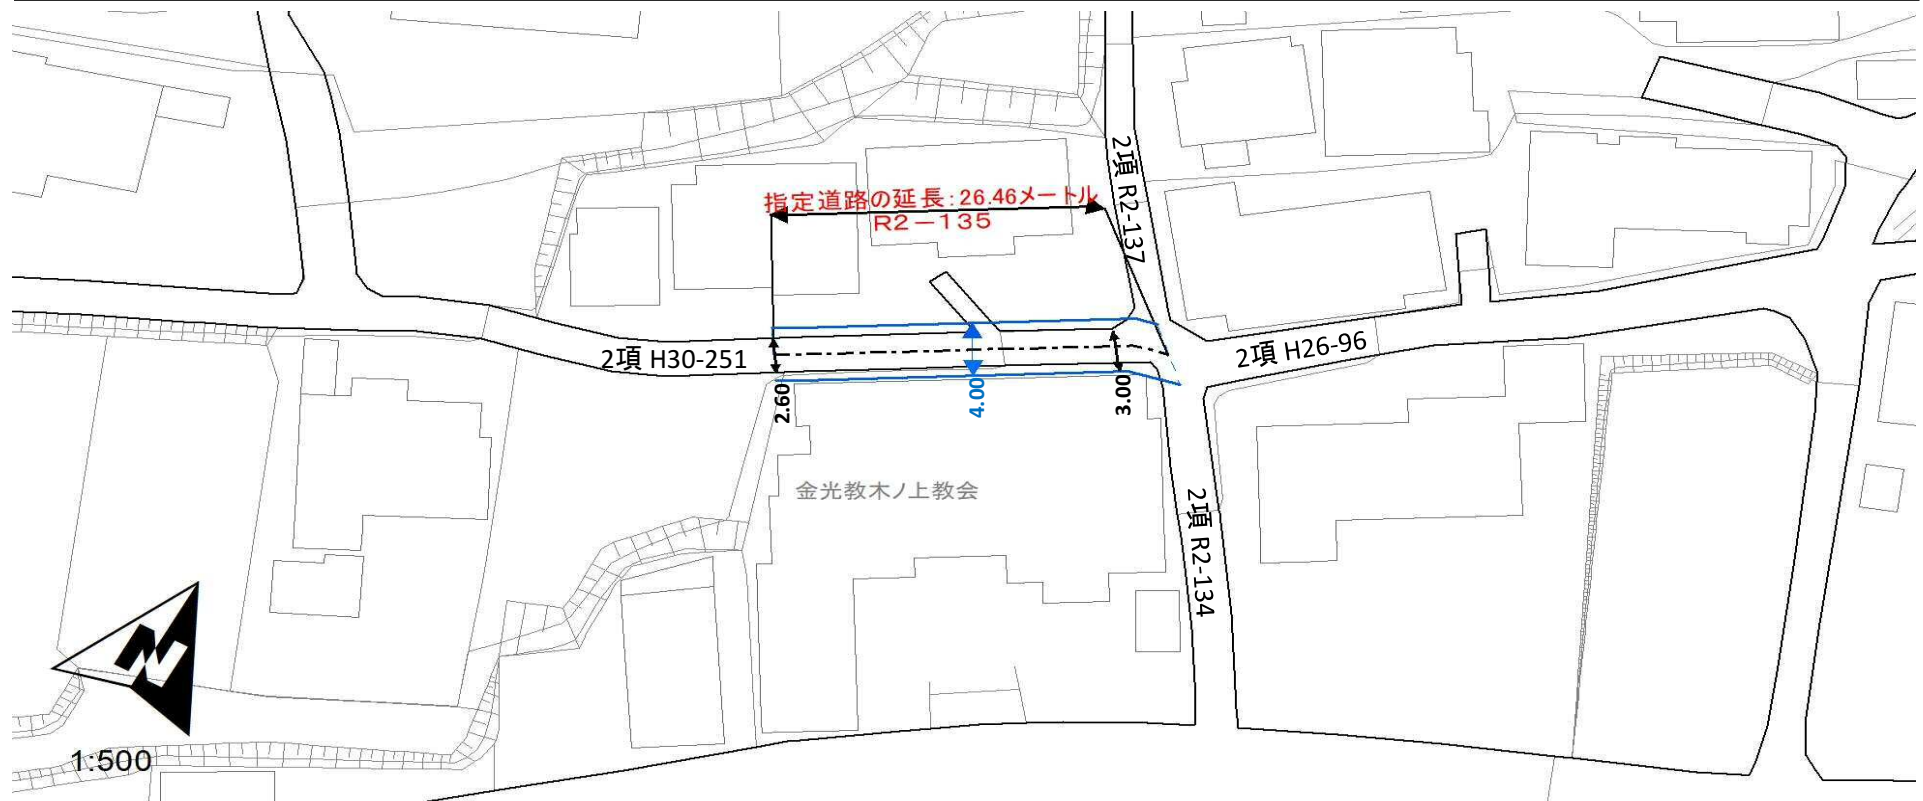 2項 R2-137
指定道路の延長：26.46メートル
R2－135
2項 H30-251
2項 H26-96
2.60
4.00
3.00
金光教木ノ上教会
2項 R2-134
N
1:500